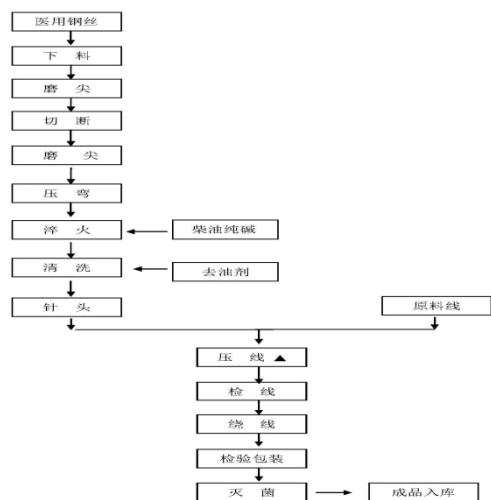 医用钢丝
下 料
磨 尖
切 断
磨 尖
压 弯
淬 火
柴油纯碱
清 洗
去油剂
针 头
原料线
压 线 ▲
检 线
绕 线
检验包装
灭 菌
成品入库